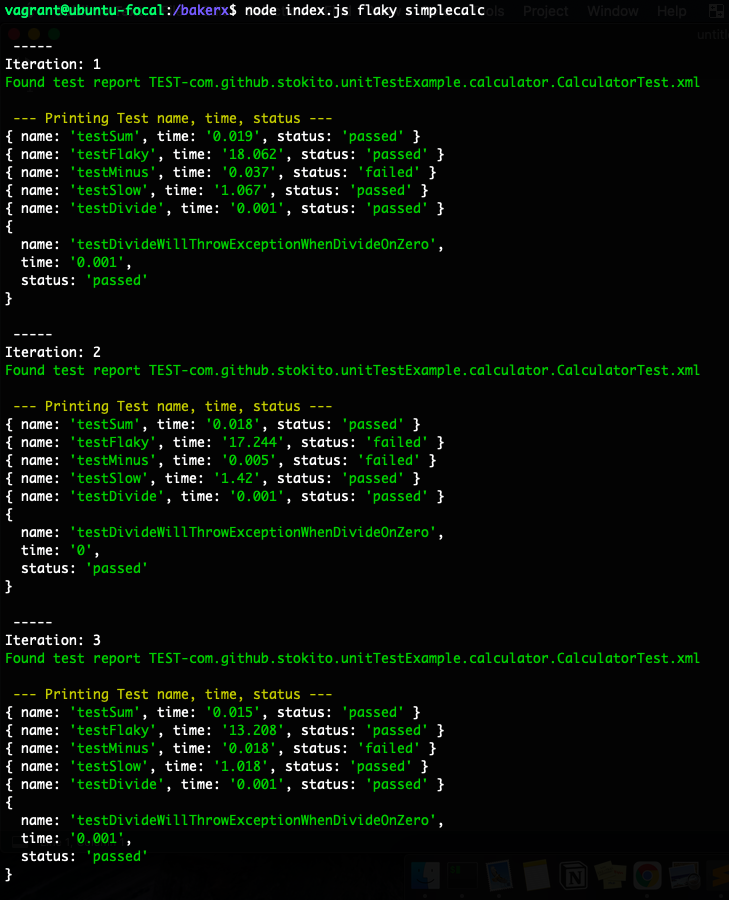 vagrant@ubuntu-focal:/bakerx$ node index.js flaky simplecalc
Project Window Help
-----
Iteration: 1
Found test report TEST-com.github.stokito.unitTestExample.calculator.CalculatorTest.xml
--- Printing Test name, time, status ---
{ name: 'testSum', time: '0.019', status: 'passed' }
{ name: 'testFlaky', time: '18.062', status: 'passed' }
{ name: 'testMinus', time: '0.037', status: 'failed' }
{ name: 'testSlow', time: '1.067', status: 'passed' }
{ name: 'testDivide', time: '0.001', status: 'passed' }
{
name: 'testDivideWillThrowExceptionWhenDivideOnZero',
time: '0.001',
status: 'passed'
}
-----
Iteration: 2
Found test report TEST-com.github.stokito.unitTestExample.calculator.CalculatorTest.xml
--- Printing Test name, time, status ---
{ name: 'testSum', time: '0.018', status: 'passed' }
{ name: 'testFlaky', time: '17.244', status: 'failed' }
{ name: 'testMinus', time: '0.005', status: 'failed' }
{ name: 'testSlow', time: '1.42', status: 'passed' }
{ name: 'testDivide', time: '0.001', status: 'passed' }
{
name: 'testDivideWillThrowExceptionWhenDivideOnZero',
time: '0',
status: 'passed'
}
-----
Iteration: 3
Found test report TEST-com.github.stokito.unitTestExample.calculator.CalculatorTest.xml
--- Printing Test name, time, status ---
{ name: 'testSum', time: '0.015', status: 'passed' }
{ name: 'testFlaky', time: '13.208', status: 'passed' }
{ name: 'testMinus', time: '0.018', status: 'failed' }
{ name: 'testSlow', time: '1.018', status: 'passed' }
{ name: 'testDivide', time: '0.001', status: 'passed' }
{
name: 'testDivideWillThrowExceptionWhenDivideOnZero',
time: '0.001',
status: 'passed'
}